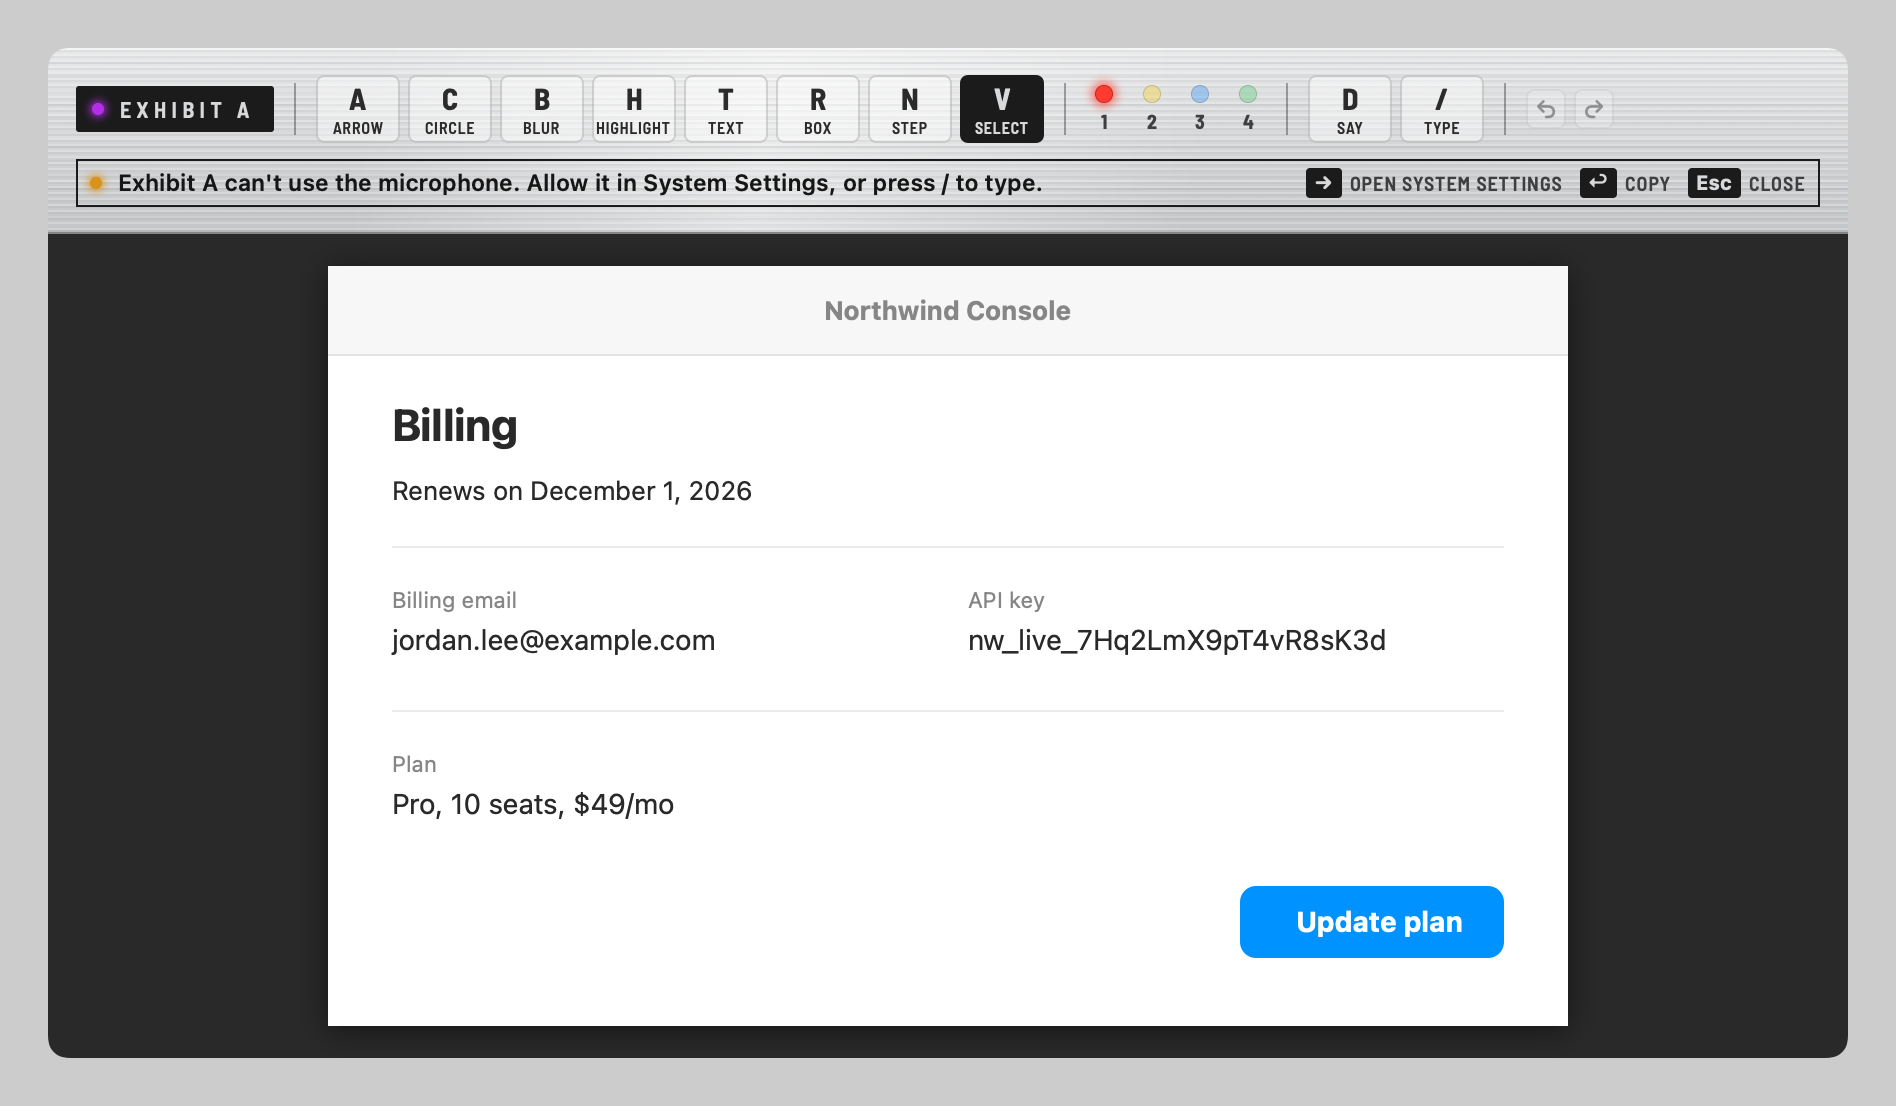 EXHIBIT A
A ARROW
C CIRCLE
B BLUR
H HIGHLIGHT
T TEXT
R BOX
N STEP
V SELECT
1 2 3 4
D SAY
/ TYPE
Exhibit A can't use the microphone. Allow it in System Settings, or press / to type.
→ OPEN SYSTEM SETTINGS
↩ COPY
Esc CLOSE
Northwind Console
Billing
Renews on December 1, 2026
Billing email
jordan.lee@example.com
API key
nw_live_7Hq2LmX9pT4vR8sK3d
Plan
Pro, 10 seats, $49/mo
Update plan